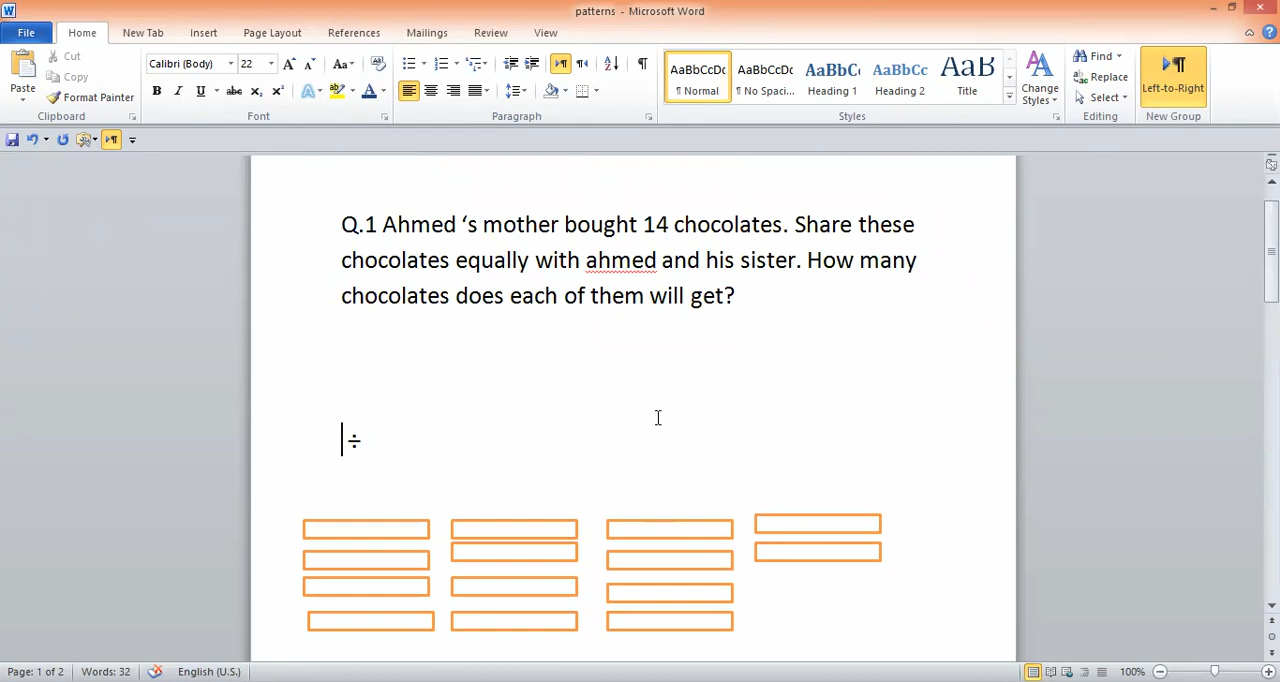 patterns - Microsoft Word
File Home New Tab Insert Page Layout References Mailings Review View
Cut
Copy
Format Painter
Paste
Clipboard
Calibri (Body) 22
Font
Paragraph
AaBbCcDc AaBbCcDc AaBbC AaBbCc AaB
¶ Normal ¶ No Spaci... Heading 1 Heading 2 Title
Change
Styles
Styles
Find
Replace
Select
Editing
Left-to-Right
New Group
Q.1 Ahmed ‘s mother bought 14 chocolates. Share these
chocolates equally with ahmed and his sister. How many
chocolates does each of them will get?
÷
Page: 1 of 2 Words: 32 English (U.S.) 100%